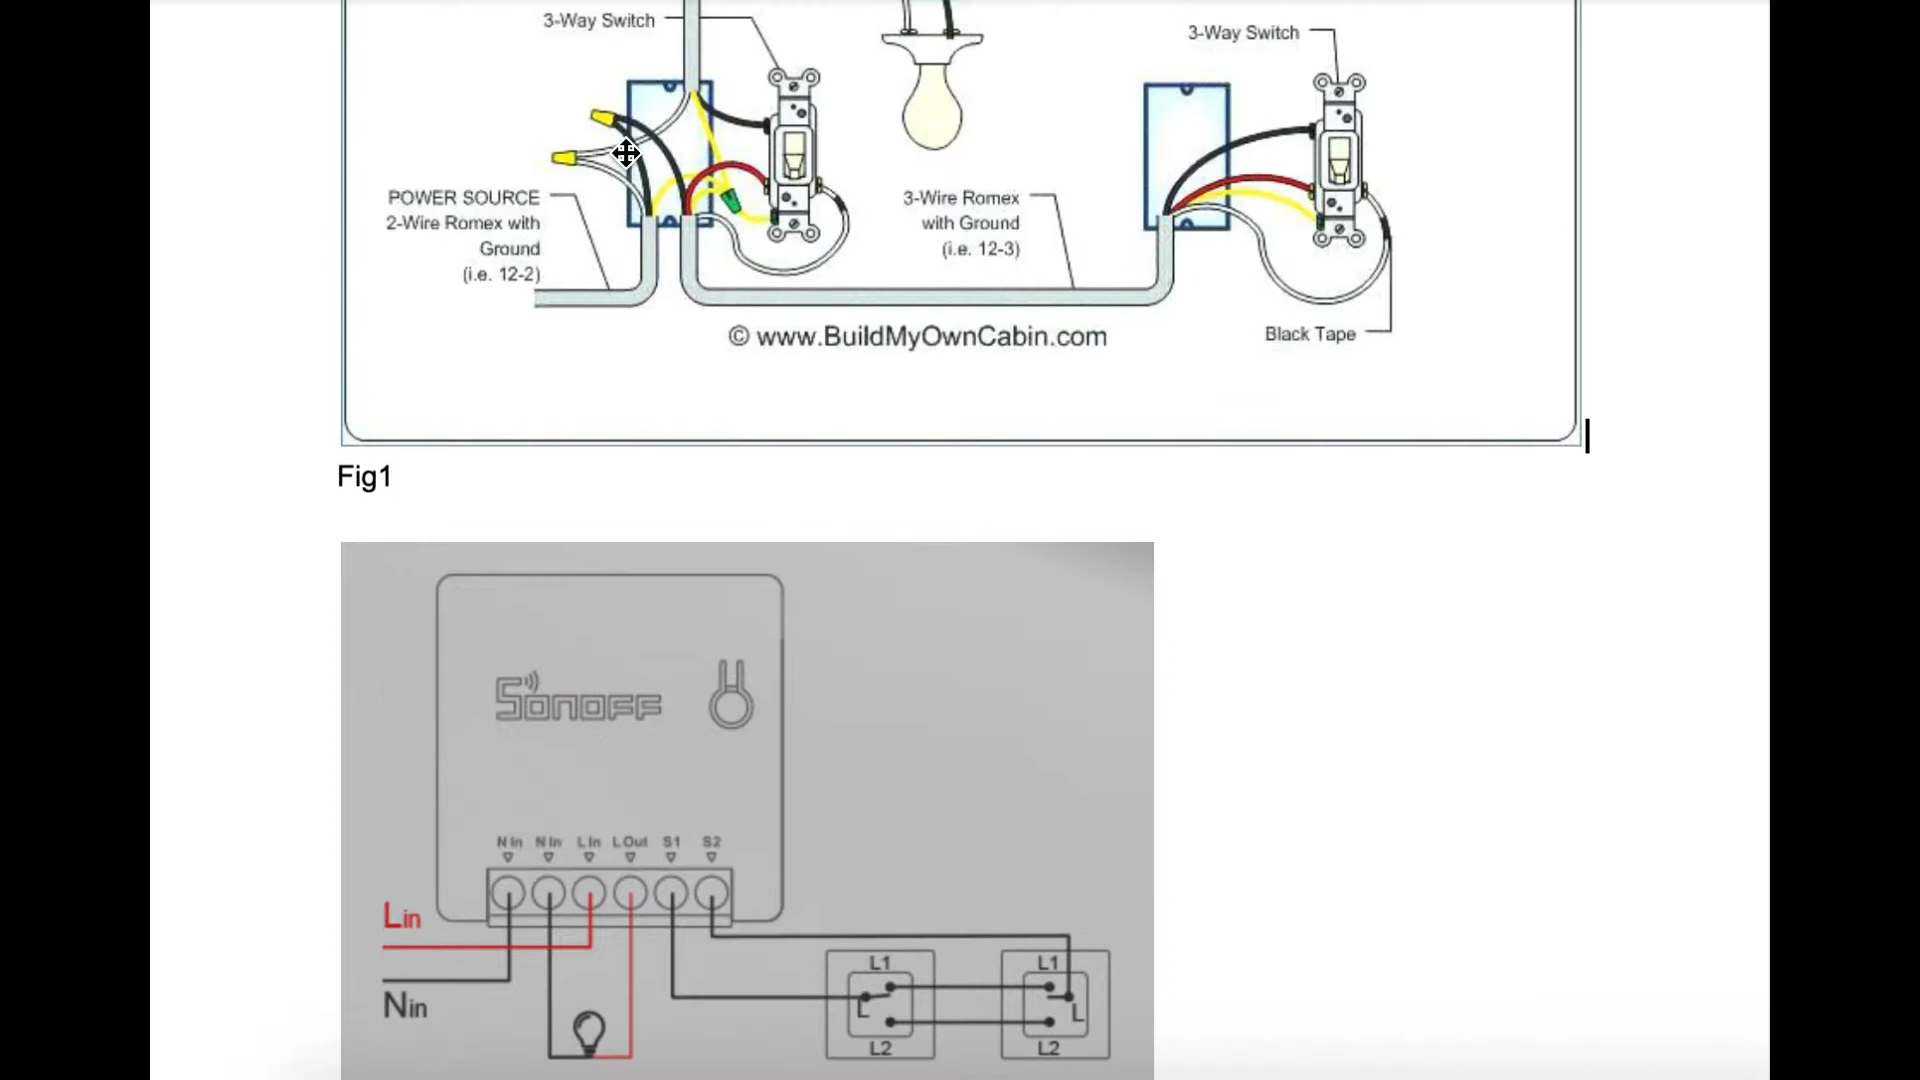 3-Way Switch
3-Way Switch
POWER SOURCE
2-Wire Romex with
Ground
(i.e. 12-2)
3-Wire Romex
with Ground
(i.e. 12-3)
Black Tape
© www.BuildMyOwnCabin.com
Fig1
SONOFF
N In N In L In L Out S1 S2
Lin
Nin
L1
L
L2
L1
L
L2